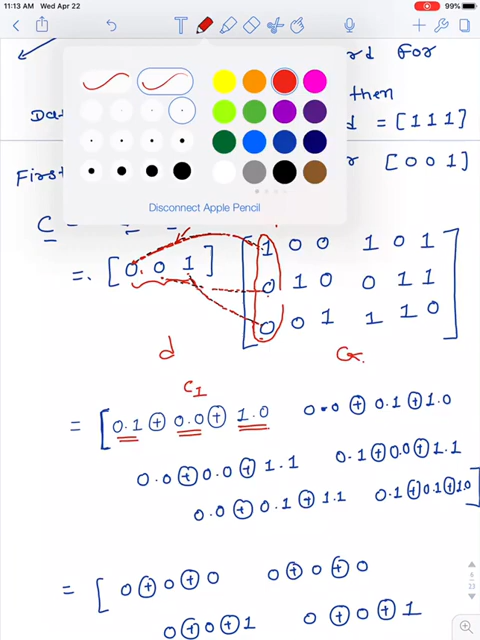 11:13 AM Wed Apr 22 99%
For
then
Dat d = [1 1 1]
First [0 0 1]
Disconnect Apple Pencil
C =
= [0 0 1] [1 0 0 1 0 1
0 1 0 0 1 1
0 0 1 1 1 0]
d G
C1
= [0.1 ⊕ 0.0 ⊕ 1.0 0.0 ⊕ 0.1 ⊕ 1.0
0.0 ⊕ 0.0 ⊕ 1.1 0.1 ⊕ 0.0 ⊕ 1.1
0.0 ⊕ 0.1 ⊕ 1.1 0.1 ⊕ 0.1 ⊕ 1.0]
= [0 ⊕ 0 ⊕ 0 0 ⊕ 0 ⊕ 0
0 ⊕ 0 ⊕ 1 0 ⊕ 0 ⊕ 1
6
23